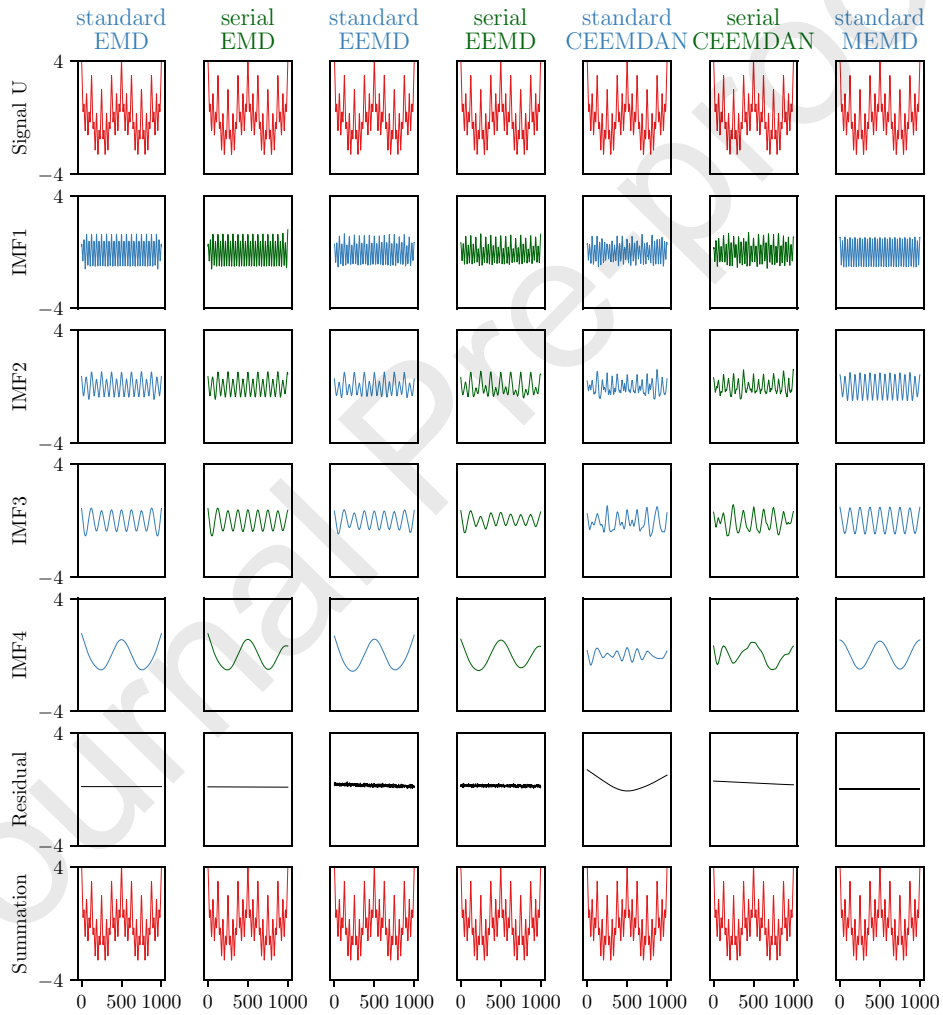 standard serial standard serial standard serial standard
EMD EMD EEMD EEMD CEEMDAN CEEMDAN MEMD
4
Signal U
−4
4
IMF1
−4
4
IMF2
−4
4
IMF3
−4
4
IMF4
−4
4
Residual
−4
4
Summation
−4
0 500 1000 0 500 1000 0 500 1000 0 500 1000 0 500 1000 0 500 1000 0 500 1000
ournal Pre-proo